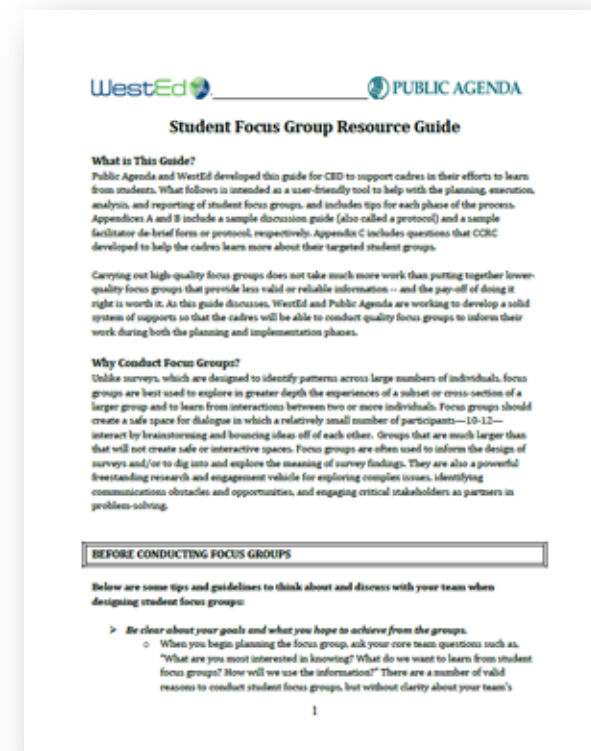 WestEd PUBLIC AGENDA
Student Focus Group Resource Guide
What is This Guide?
Public Agenda and WestEd developed this guide for CBD to support cadres in their efforts to learn
from students. What follows is intended as a user-friendly tool to help with the planning, execution,
analysis, and reporting of student focus groups, and includes tips for each phase of the process.
Appendices A and B include a sample discussion guide (also called a protocol) and a sample
facilitator de-brief form or protocol, respectively. Appendix C includes questions that CCRC
developed to help the cadres learn more about their targeted student groups.
Carrying out high-quality focus groups does not take much more work than putting together lower-
quality focus groups that provide less valid or reliable information -- and the pay-off of doing it
right is worth it. As this guide discusses, WestEd and Public Agenda are working to develop a solid
system of supports so that the cadres will be able to conduct quality focus groups to inform their
work during both the planning and implementation phases.
Why Conduct Focus Groups?
Unlike surveys, which are designed to identify patterns across large numbers of individuals, focus
groups are best used to explore in greater depth the experiences of a subset or cross-section of a
larger group and to learn from interactions between two or more individuals. Focus groups should
create a safe space for dialogue in which a relatively small number of participants—10-12—
interact by brainstorming and bouncing ideas off of each other. Groups that are much larger than
that will not create safe or interactive spaces. Focus groups are often used to inform the design of
surveys and/or to dig into and explore the meaning of survey findings. They are also a powerful
freestanding research and engagement vehicle for exploring complex issues, identifying
communications obstacles and opportunities, and engaging critical stakeholders as partners in
problem-solving.
BEFORE CONDUCTING FOCUS GROUPS
Below are some tips and guidelines to think about and discuss with your team when
designing student focus groups:
➢ Be clear about your goals and what you hope to achieve from the groups.
o When you begin planning the focus group, ask your core team questions such as,
"What are you most interested in knowing? What do we want to learn from student
focus groups? How will we use the information?" There are a number of valid
reasons to conduct student focus groups, but without clarity about your team's
1